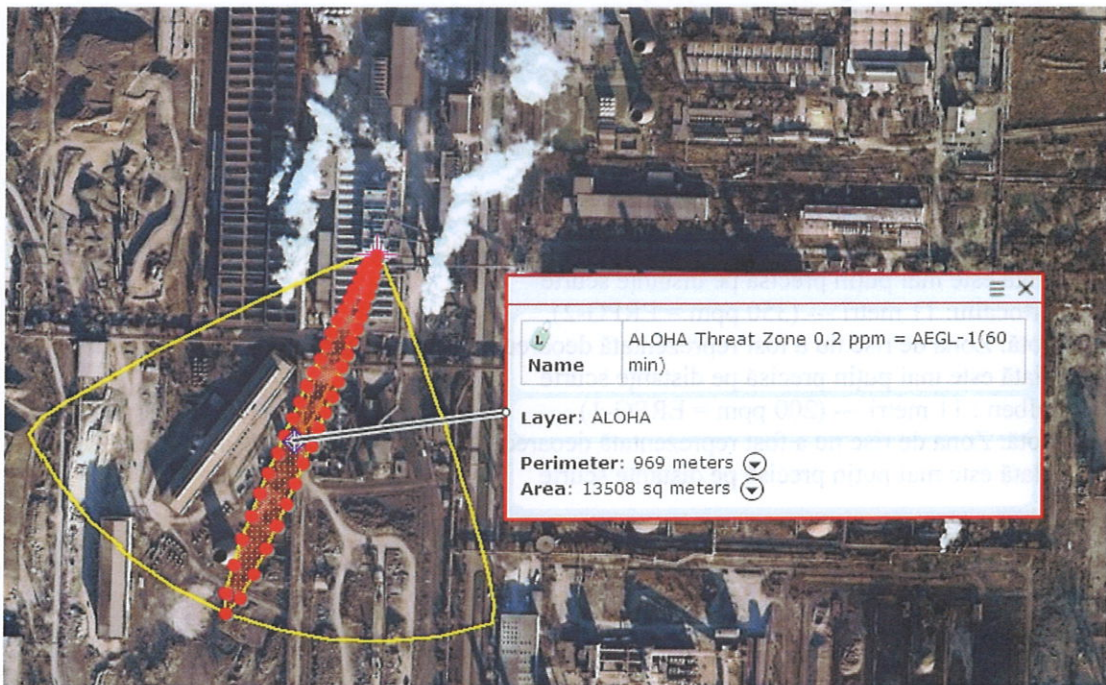 ALOHA Threat Zone 0.2 ppm = AEGL-1(60
Name
min)
Layer: ALOHA
Perimeter: 969 meters
Area: 13508 sq meters